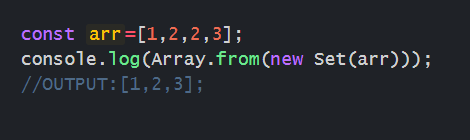 const arr=[1,2,2,3];
console.log(Array.from(new Set(arr)));
//OUTPUT:[1,2,3];